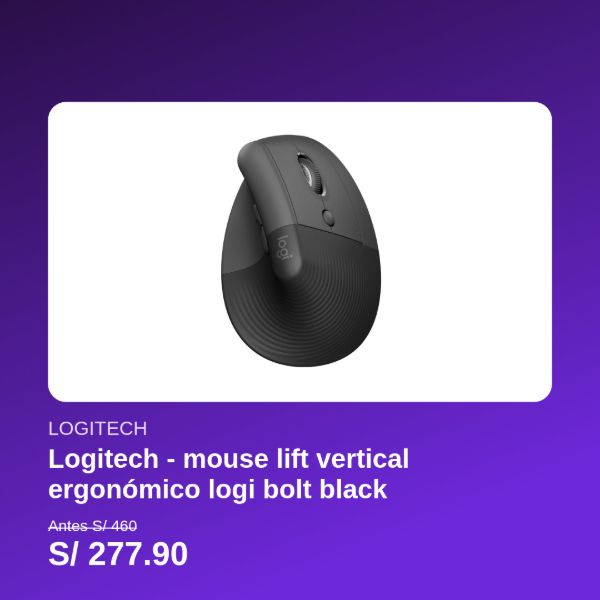 logi
LOGITECH
Logitech - mouse lift vertical
ergonómico logi bolt black
Antes S/ 460
S/ 277.90